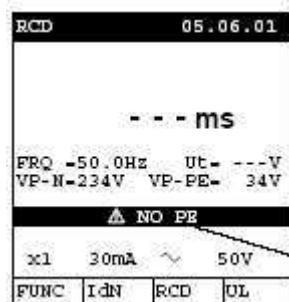 RCD 05.06.01
- - - ms
FRQ =50.0Hz Ut= ---V
VP-N=234V VP-PE= 34V
⚠ NO PE
x1 30mA ∿ 50V
FUNC IdN RCD UL